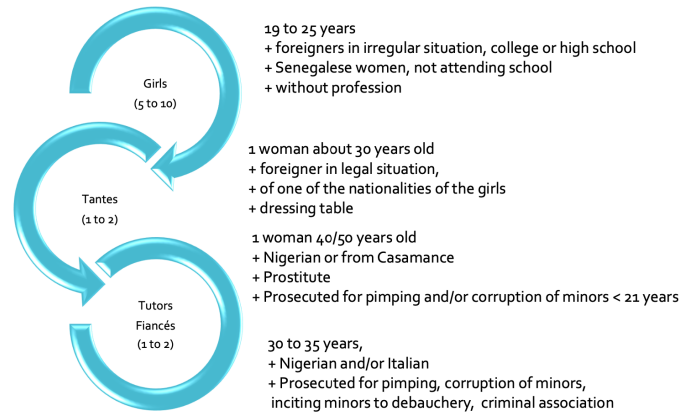 Girls
(5 to 10)
19 to 25 years
+ foreigners in irregular situation, college or high school
+ Senegalese women, not attending school
+ without profession
Tantes
(1 to 2)
1 woman about 30 years old
+ foreigner in legal situation,
+ of one of the nationalities of the girls
+ dressing table
1 woman 40/50 years old
+ Nigerian or from Casamance
+ Prostitute
+ Prosecuted for pimping and/or corruption of minors < 21 years
Tutors
Fiancés
(1 to 2)
30 to 35 years,
+ Nigerian and/or Italian
+ Prosecuted for pimping, corruption of minors,
inciting minors to debauchery, criminal association